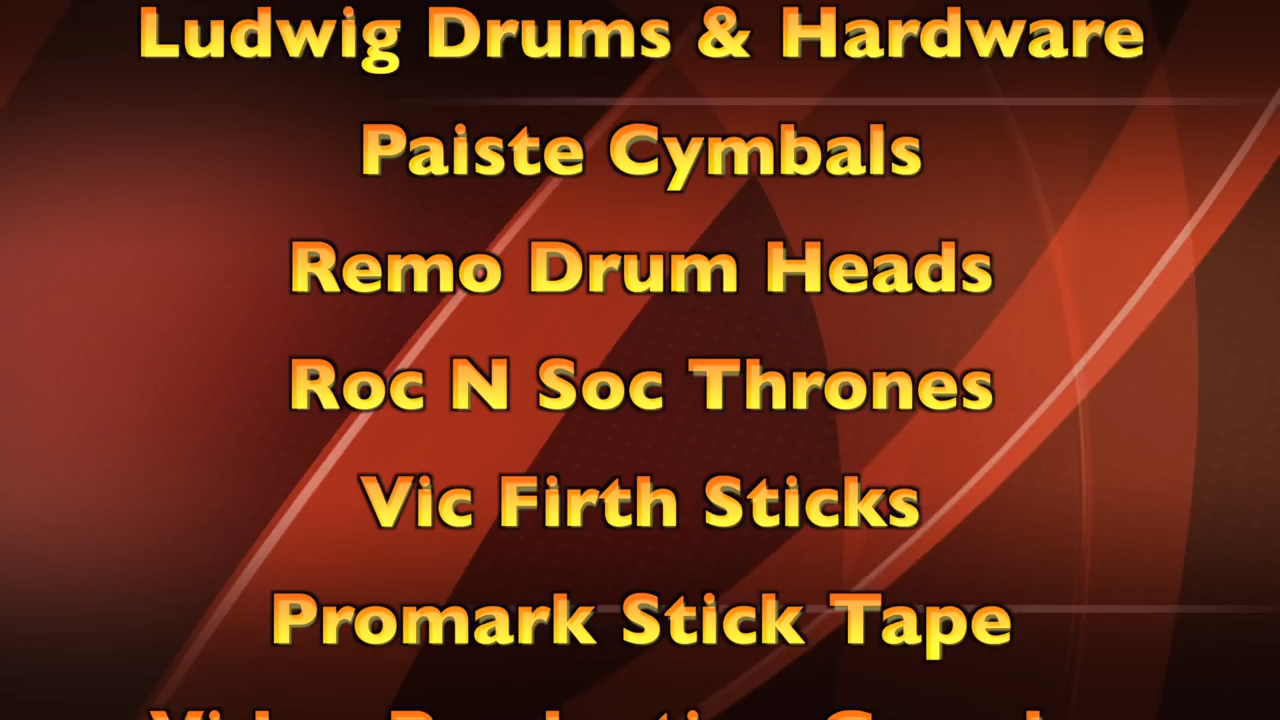 Ludwig Drums & Hardware
Paiste Cymbals
Remo Drum Heads
Roc N Soc Thrones
Vic Firth Sticks
Promark Stick Tape